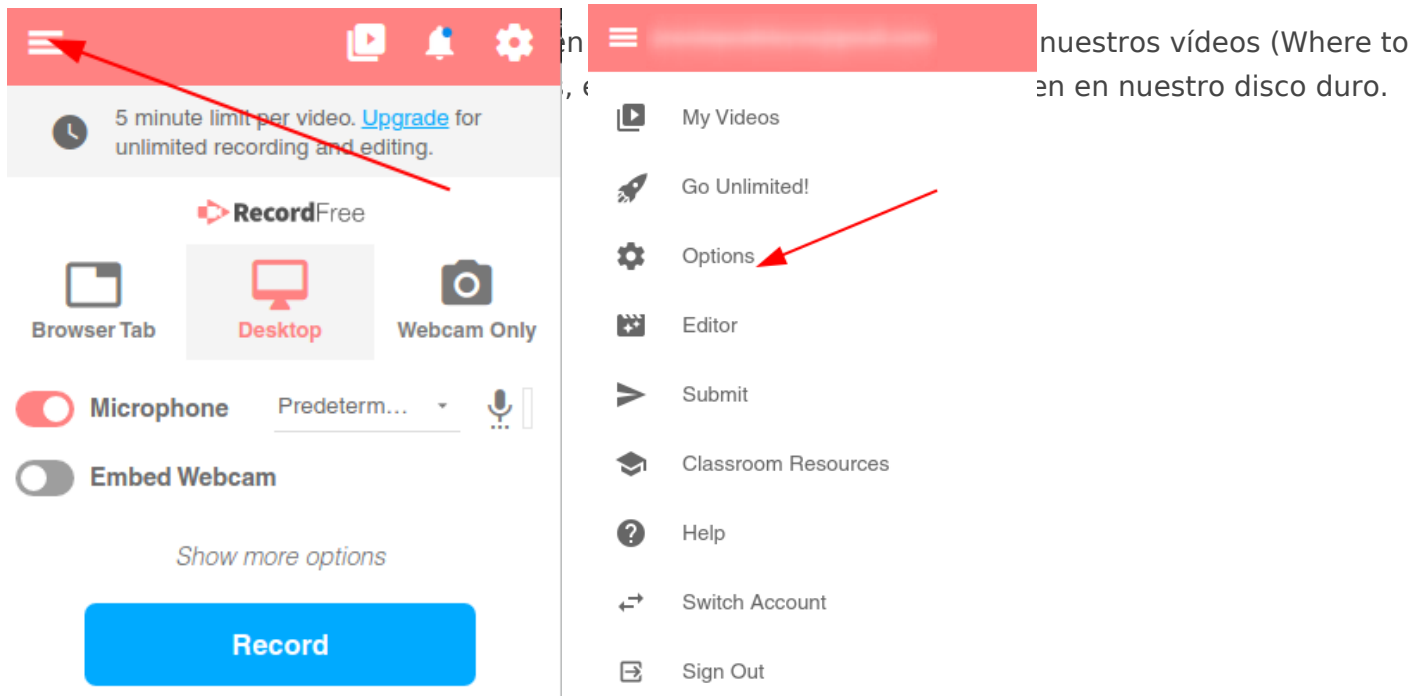 nuestros vídeos (Where to
en en nuestro disco duro.
5 minute limit per video. Upgrade for
unlimited recording and editing.
RecordFree
Browser Tab
Desktop
Webcam Only
Microphone
Predeterm...
Embed Webcam
Show more options
Record
My Videos
Go Unlimited!
Options
Editor
Submit
Classroom Resources
Help
Switch Account
Sign Out